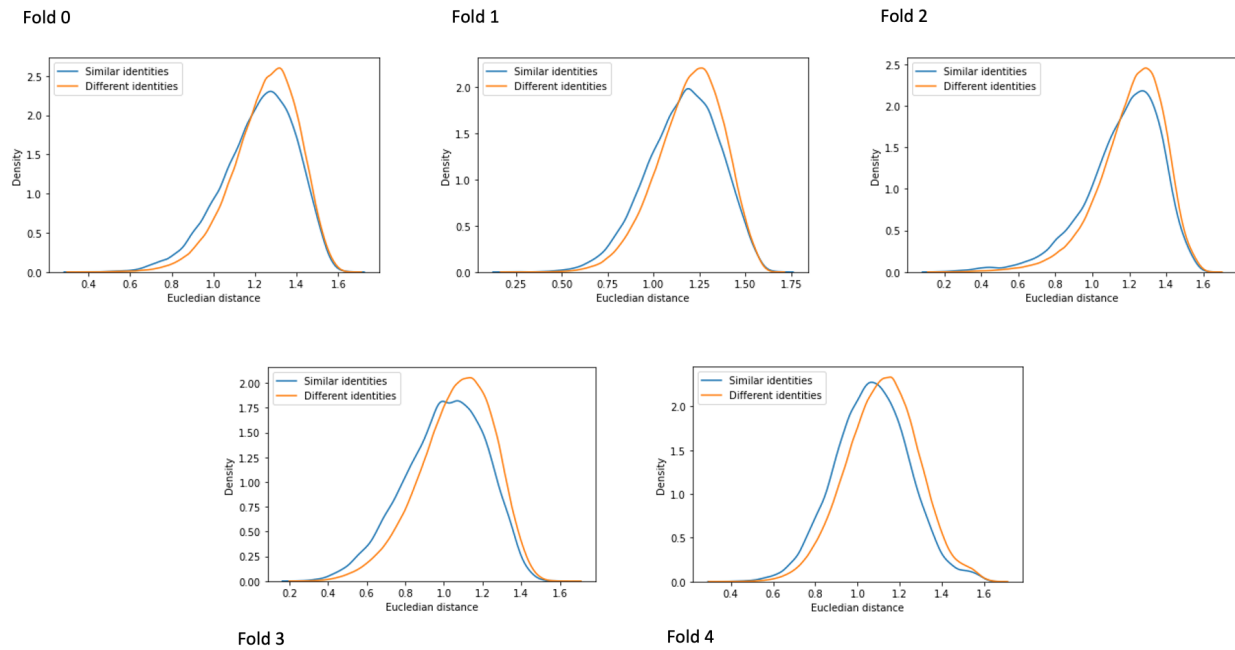 Fold 0
Fold 1
Fold 2
Similar identities
Different identities
2.5
2.0
1.5
1.0
0.5
0.0
Density
0.4 0.6 0.8 1.0 1.2 1.4 1.6
Eucledian distance
Similar identities
Different identities
2.0
1.5
1.0
0.5
0.0
Density
0.25 0.50 0.75 1.00 1.25 1.50 1.75
Eucledian distance
Similar identities
Different identities
2.5
2.0
1.5
1.0
0.5
0.0
Density
0.2 0.4 0.6 0.8 1.0 1.2 1.4 1.6
Eucledian distance
Similar identities
Different identities
2.00
1.75
1.50
1.25
1.00
0.75
0.50
0.25
0.00
Density
0.2 0.4 0.6 0.8 1.0 1.2 1.4 1.6
Eucledian distance
Similar identities
Different identities
2.0
1.5
1.0
0.5
0.0
Density
0.4 0.6 0.8 1.0 1.2 1.4 1.6
Eucledian distance
Fold 3
Fold 4